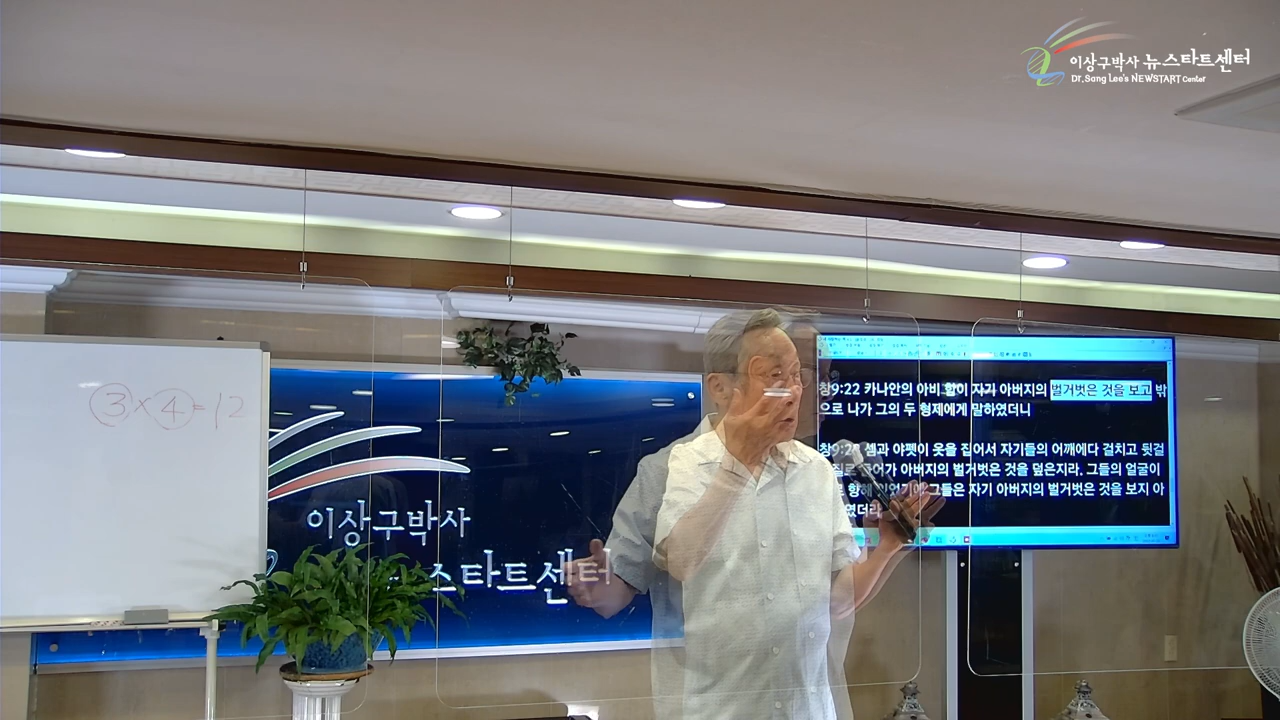 이상구박사 뉴스타트센터
Dr. Sang Lee's NEWSTART Center
3 x 4 = 12
이상구박사
스타트센터
창9:22 카나안의 아비 함이 자기 아버지의 벌거벗은 것을 보고 밖
으로 나가 그의 두 형제에게 말하였더니
셈과 야펫이 옷을 집어서 자기들의 어깨에다 걸치고 뒷걸
아버지의 벌거벗은 것을 덮은지라. 그들의 얼굴이
그들은 자기 아버지의 벌거벗은 것을 보지 아